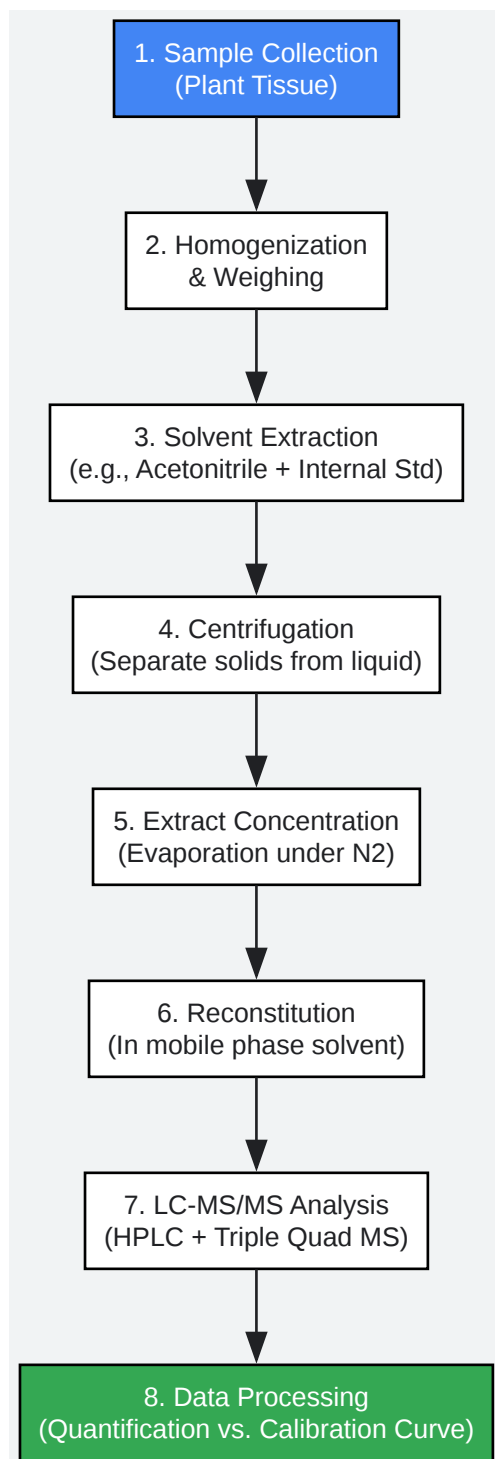 1. Sample Collection
(Plant Tissue)
2. Homogenization
& Weighing
3. Solvent Extraction
(e.g., Acetonitrile + Internal Std)
4. Centrifugation
(Separate solids from liquid)
5. Extract Concentration
(Evaporation under N2)
6. Reconstitution
(In mobile phase solvent)
7. LC-MS/MS Analysis
(HPLC + Triple Quad MS)
8. Data Processing
(Quantification vs. Calibration Curve)